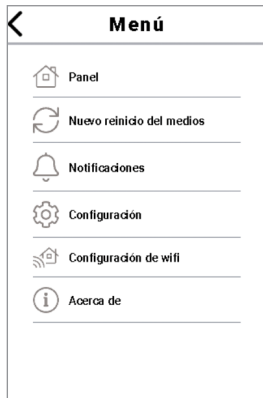 Menú
Panel
Nuevo reinicio del medios
Notificaciones
Configuración
Configuración de wifi
Acerca de